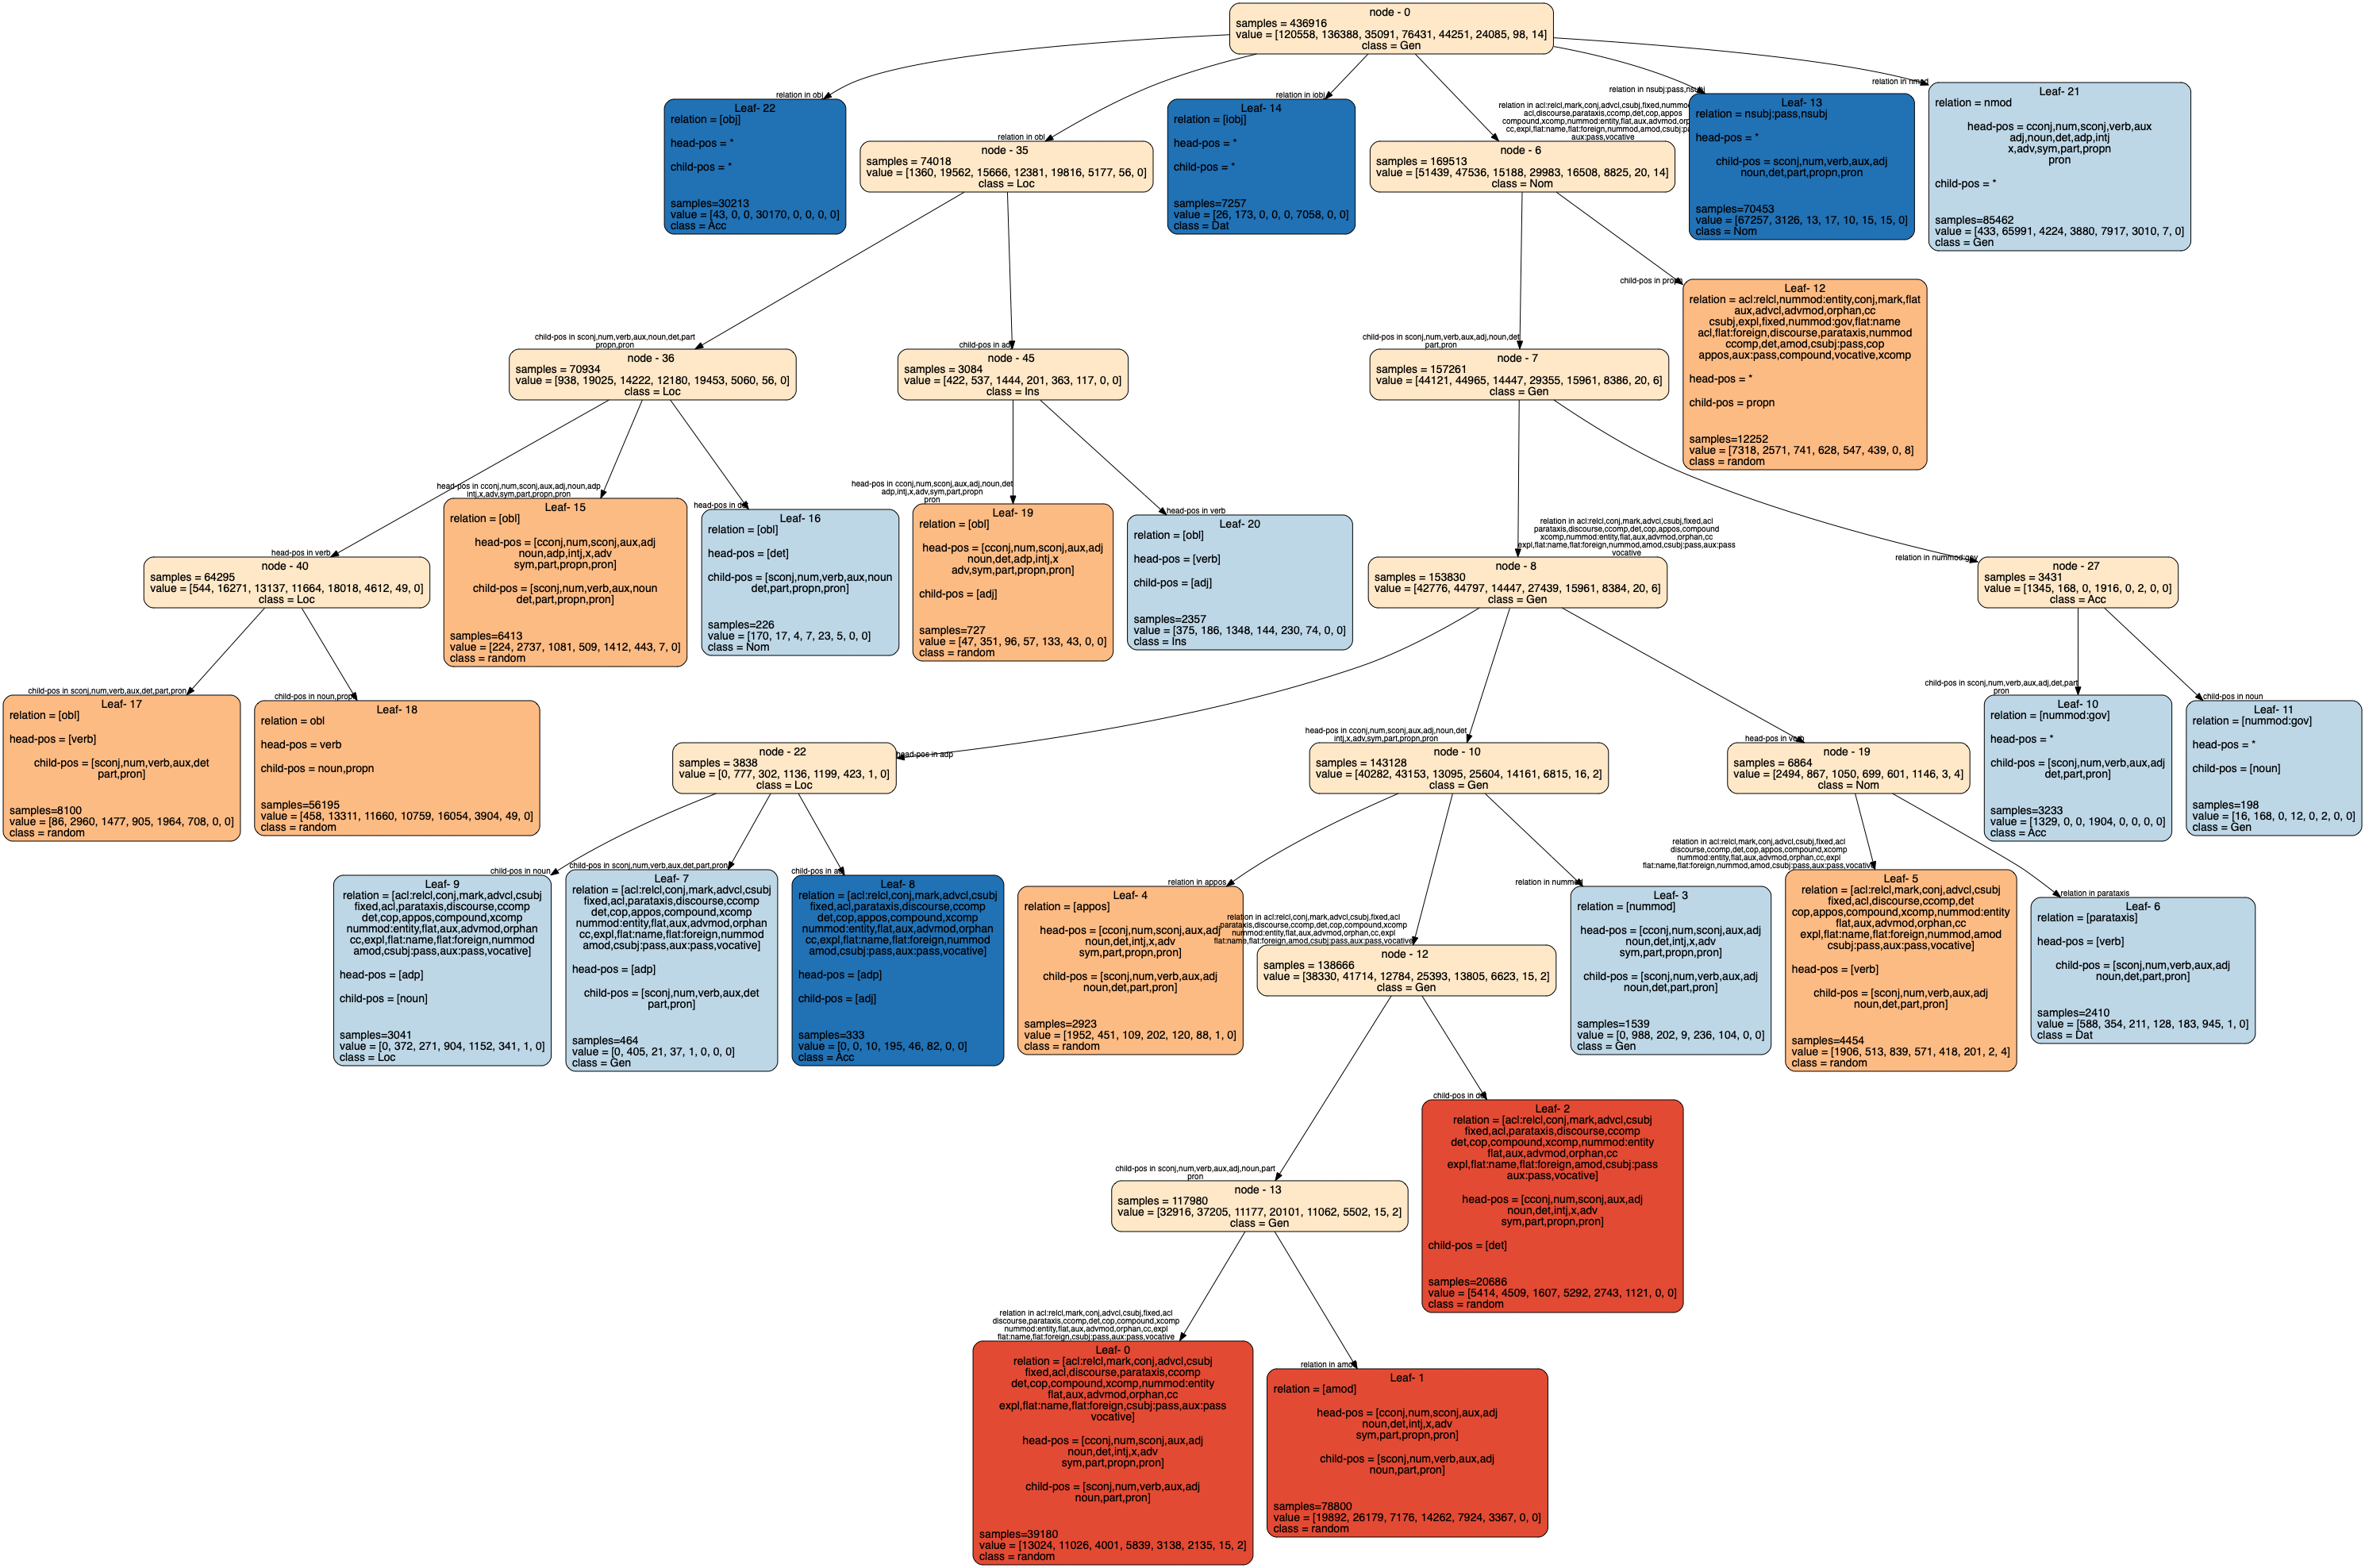 node - 0
samples = 436916
value = [120558, 136388, 35091, 76431, 44251, 24085, 98, 14]
class = Gen
relation in obj
Leaf- 22
relation = [obj]
head-pos = *
child-pos = *
samples=30213
value = [43, 0, 0, 30170, 0, 0, 0, 0]
class = Acc
relation in obl
node - 35
samples = 74018
value = [1360, 19562, 15666, 12381, 19816, 5177, 56, 0]
class = Loc
relation in iobj
Leaf- 14
relation = [iobj]
head-pos = *
child-pos = *
samples=7257
value = [26, 173, 0, 0, 0, 7058, 0, 0]
class = Dat
relation in acl:relcl,mark,conj,advcl,csubj,fixed,nummod
acl,discourse,parataxis,ccomp,det,cop,appos
compound,xcomp,nummod:entity,flat,aux,advmod,orphan
cc,expl,flat:name,flat:foreign,nummod,amod,csubj:pass
aux:pass,vocative
node - 6
samples = 169513
value = [51439, 47536, 15188, 29983, 16508, 8825, 20, 14]
class = Nom
relation in nsubj:pass,nsubj
Leaf- 13
relation = nsubj:pass,nsubj
head-pos = *
child-pos = sconj,num,verb,aux,adj
noun,det,part,propn,pron
samples=70453
value = [67257, 3126, 13, 17, 10, 15, 15, 0]
class = Nom
relation in nmod
Leaf- 21
relation = nmod
head-pos = cconj,num,sconj,verb,aux
adj,noun,det,adp,intj
x,adv,sym,part,propn
pron
child-pos = *
samples=85462
value = [433, 65991, 4224, 3880, 7917, 3010, 7, 0]
class = Gen
child-pos in sconj,num,verb,aux,noun,det,part
propn,pron
node - 36
samples = 70934
value = [938, 19025, 14222, 12180, 19453, 5060, 56, 0]
class = Loc
child-pos in adj
node - 45
samples = 3084
value = [422, 537, 1444, 201, 363, 117, 0, 0]
class = Ins
child-pos in sconj,num,verb,aux,adj,noun,det
part,pron
node - 7
samples = 157261
value = [44121, 44965, 14447, 29355, 15961, 8386, 20, 6]
class = Gen
child-pos in propn
Leaf- 12
relation = acl:relcl,nummod:entity,conj,mark,flat
aux,advcl,advmod,orphan,cc
csubj,expl,fixed,nummod:gov,flat:name
acl,flat:foreign,discourse,parataxis,nummod
ccomp,det,amod,csubj:pass,cop
appos,aux:pass,compound,vocative,xcomp
head-pos = *
child-pos = propn
samples=12252
value = [7318, 2571, 741, 628, 547, 439, 0, 8]
class = random
head-pos in verb
node - 40
samples = 64295
value = [544, 16271, 13137, 11664, 18018, 4612, 49, 0]
class = Loc
head-pos in cconj,num,sconj,aux,adj,noun,adp
intj,x,adv,sym,part,propn,pron
Leaf- 15
relation = [obl]
head-pos = [cconj,num,sconj,aux,adj
noun,adp,intj,x,adv
sym,part,propn,pron]
child-pos = [sconj,num,verb,aux,noun
det,part,propn,pron]
samples=6413
value = [224, 2737, 1081, 509, 1412, 443, 7, 0]
class = random
head-pos in det
Leaf- 16
relation = [obl]
head-pos = [det]
child-pos = [sconj,num,verb,aux,noun
det,part,propn,pron]
samples=226
value = [170, 17, 4, 7, 23, 5, 0, 0]
class = Nom
head-pos in cconj,num,sconj,aux,adj,noun,det
adp,intj,x,adv,sym,part,propn
pron
Leaf- 19
relation = [obl]
head-pos = [cconj,num,sconj,aux,adj
noun,det,adp,intj,x
adv,sym,part,propn,pron]
child-pos = [adj]
samples=727
value = [47, 351, 96, 57, 133, 43, 0, 0]
class = random
head-pos in verb
Leaf- 20
relation = [obl]
head-pos = [verb]
child-pos = [adj]
samples=2357
value = [375, 186, 1348, 144, 230, 74, 0, 0]
class = Ins
relation in acl:relcl,conj,mark,advcl,csubj,fixed,acl
parataxis,discourse,ccomp,det,cop,appos,compound
xcomp,nummod:entity,flat,aux,advmod,orphan,cc
expl,flat:name,flat:foreign,nummod,amod,csubj:pass,aux:pass
vocative
node - 8
samples = 153830
value = [42776, 44797, 14447, 27439, 15961, 8384, 20, 6]
class = Gen
relation in nummod:gov
node - 27
samples = 3431
value = [1345, 168, 0, 1916, 0, 2, 0, 0]
class = Acc
child-pos in sconj,num,verb,aux,det,part,pron
Leaf- 17
relation = [obl]
head-pos = [verb]
child-pos = [sconj,num,verb,aux,det
part,pron]
samples=8100
value = [86, 2960, 1477, 905, 1964, 708, 0, 0]
class = random
child-pos in noun,propn
Leaf- 18
relation = obl
head-pos = verb
child-pos = noun,propn
samples=56195
value = [458, 13311, 11660, 10759, 16054, 3904, 49, 0]
class = random
head-pos in adp
node - 22
samples = 3838
value = [0, 777, 302, 1136, 1199, 423, 1, 0]
class = Loc
head-pos in cconj,num,sconj,aux,adj,noun,det
intj,x,adv,sym,part,propn,pron
node - 10
samples = 143128
value = [40282, 43153, 13095, 25604, 14161, 6815, 16, 2]
class = Gen
head-pos in verb
node - 19
samples = 6864
value = [2494, 867, 1050, 699, 601, 1146, 3, 4]
class = Nom
child-pos in sconj,num,verb,aux,adj,det,part
pron
Leaf- 10
relation = [nummod:gov]
head-pos = *
child-pos = [sconj,num,verb,aux,adj
det,part,pron]
samples=3233
value = [1329, 0, 0, 1904, 0, 0, 0, 0]
class = Acc
child-pos in noun
Leaf- 11
relation = [nummod:gov]
head-pos = *
child-pos = [noun]
samples=198
value = [16, 168, 0, 12, 0, 2, 0, 0]
class = Gen
child-pos in noun
Leaf- 9
relation = [acl:relcl,mark,conj,advcl,csubj
fixed,acl,parataxis,discourse,ccomp
det,cop,appos,compound,xcomp
nummod:entity,flat,aux,advmod,orphan
cc,expl,flat:name,flat:foreign,nummod
amod,csubj:pass,aux:pass,vocative]
head-pos = [adp]
child-pos = [noun]
samples=3041
value = [0, 372, 271, 904, 1152, 341, 1, 0]
class = Loc
child-pos in sconj,num,verb,aux,det,part,pron
Leaf- 7
relation = [acl:relcl,conj,mark,advcl,csubj
fixed,acl,parataxis,discourse,ccomp
det,cop,appos,compound,xcomp
nummod:entity,flat,aux,advmod,orphan
cc,expl,flat:name,flat:foreign,nummod
amod,csubj:pass,aux:pass,vocative]
head-pos = [adp]
child-pos = [sconj,num,verb,aux,det
part,pron]
samples=464
value = [0, 405, 21, 37, 1, 0, 0, 0]
class = Gen
child-pos in adj
Leaf- 8
relation = [acl:relcl,conj,mark,advcl,csubj
fixed,acl,parataxis,discourse,ccomp
det,cop,appos,compound,xcomp
nummod:entity,flat,aux,advmod,orphan
cc,expl,flat:name,flat:foreign,nummod
amod,csubj:pass,aux:pass,vocative]
head-pos = [adp]
child-pos = [adj]
samples=333
value = [0, 0, 10, 195, 46, 82, 0, 0]
class = Acc
relation in appos
Leaf- 4
relation = [appos]
head-pos = [cconj,num,sconj,aux,adj
noun,det,intj,x,adv
sym,part,propn,pron]
child-pos = [sconj,num,verb,aux,adj
noun,det,part,pron]
samples=2923
value = [1952, 451, 109, 202, 120, 88, 1, 0]
class = random
relation in acl:relcl,conj,mark,advcl,csubj,fixed,acl
parataxis,discourse,ccomp,det,cop,compound,xcomp
nummod:entity,flat,aux,advmod,orphan,cc,expl
flat:name,flat:foreign,amod,csubj:pass,aux:pass,vocative
node - 12
samples = 138666
value = [38330, 41714, 12784, 25393, 13805, 6623, 15, 2]
class = Gen
relation in nummod
Leaf- 3
relation = [nummod]
head-pos = [cconj,num,sconj,aux,adj
noun,det,intj,x,adv
sym,part,propn,pron]
child-pos = [sconj,num,verb,aux,adj
noun,det,part,pron]
samples=1539
value = [0, 988, 202, 9, 236, 104, 0, 0]
class = Gen
relation in acl:relcl,mark,conj,advcl,csubj,fixed,acl
discourse,ccomp,det,cop,appos,compound,xcomp
nummod:entity,flat,aux,advmod,orphan,cc,expl
flat:name,flat:foreign,nummod,amod,csubj:pass,aux:pass,vocative
Leaf- 5
relation = [acl:relcl,mark,conj,advcl,csubj
fixed,acl,discourse,ccomp,det
cop,appos,compound,xcomp,nummod:entity
flat,aux,advmod,orphan,cc
expl,flat:name,flat:foreign,nummod,amod
csubj:pass,aux:pass,vocative]
head-pos = [verb]
child-pos = [sconj,num,verb,aux,adj
noun,det,part,pron]
samples=4454
value = [1906, 513, 839, 571, 418, 201, 2, 4]
class = random
relation in parataxis
Leaf- 6
relation = [parataxis]
head-pos = [verb]
child-pos = [sconj,num,verb,aux,adj
noun,det,part,pron]
samples=2410
value = [588, 354, 211, 128, 183, 945, 1, 0]
class = Dat
child-pos in sconj,num,verb,aux,adj,noun,part
pron
node - 13
samples = 117980
value = [32916, 37205, 11177, 20101, 11062, 5502, 15, 2]
class = Gen
child-pos in det
Leaf- 2
relation = [acl:relcl,conj,mark,advcl,csubj
fixed,acl,parataxis,discourse,ccomp
det,cop,compound,xcomp,nummod:entity
flat,aux,advmod,orphan,cc
expl,flat:name,flat:foreign,amod,csubj:pass
aux:pass,vocative]
head-pos = [cconj,num,sconj,aux,adj
noun,det,intj,x,adv
sym,part,propn,pron]
child-pos = [det]
samples=20686
value = [5414, 4509, 1607, 5292, 2743, 1121, 0, 0]
class = random
relation in acl:relcl,mark,conj,advcl,csubj,fixed,acl
discourse,parataxis,ccomp,det,cop,compound,xcomp
nummod:entity,flat,aux,advmod,orphan,cc,expl
flat:name,flat:foreign,csubj:pass,aux:pass,vocative
Leaf- 0
relation = [acl:relcl,mark,conj,advcl,csubj
fixed,acl,discourse,parataxis,ccomp
det,cop,compound,xcomp,nummod:entity
flat,aux,advmod,orphan,cc
expl,flat:name,flat:foreign,csubj:pass,aux:pass
vocative]
head-pos = [cconj,num,sconj,aux,adj
noun,det,intj,x,adv
sym,part,propn,pron]
child-pos = [sconj,num,verb,aux,adj
noun,part,pron]
samples=39180
value = [13024, 11026, 4001, 5839, 3138, 2135, 15, 2]
class = random
relation in amod
Leaf- 1
relation = [amod]
head-pos = [cconj,num,sconj,aux,adj
noun,det,intj,x,adv
sym,part,propn,pron]
child-pos = [sconj,num,verb,aux,adj
noun,part,pron]
samples=78800
value = [19892, 26179, 7176, 14262, 7924, 3367, 0, 0]
class = random